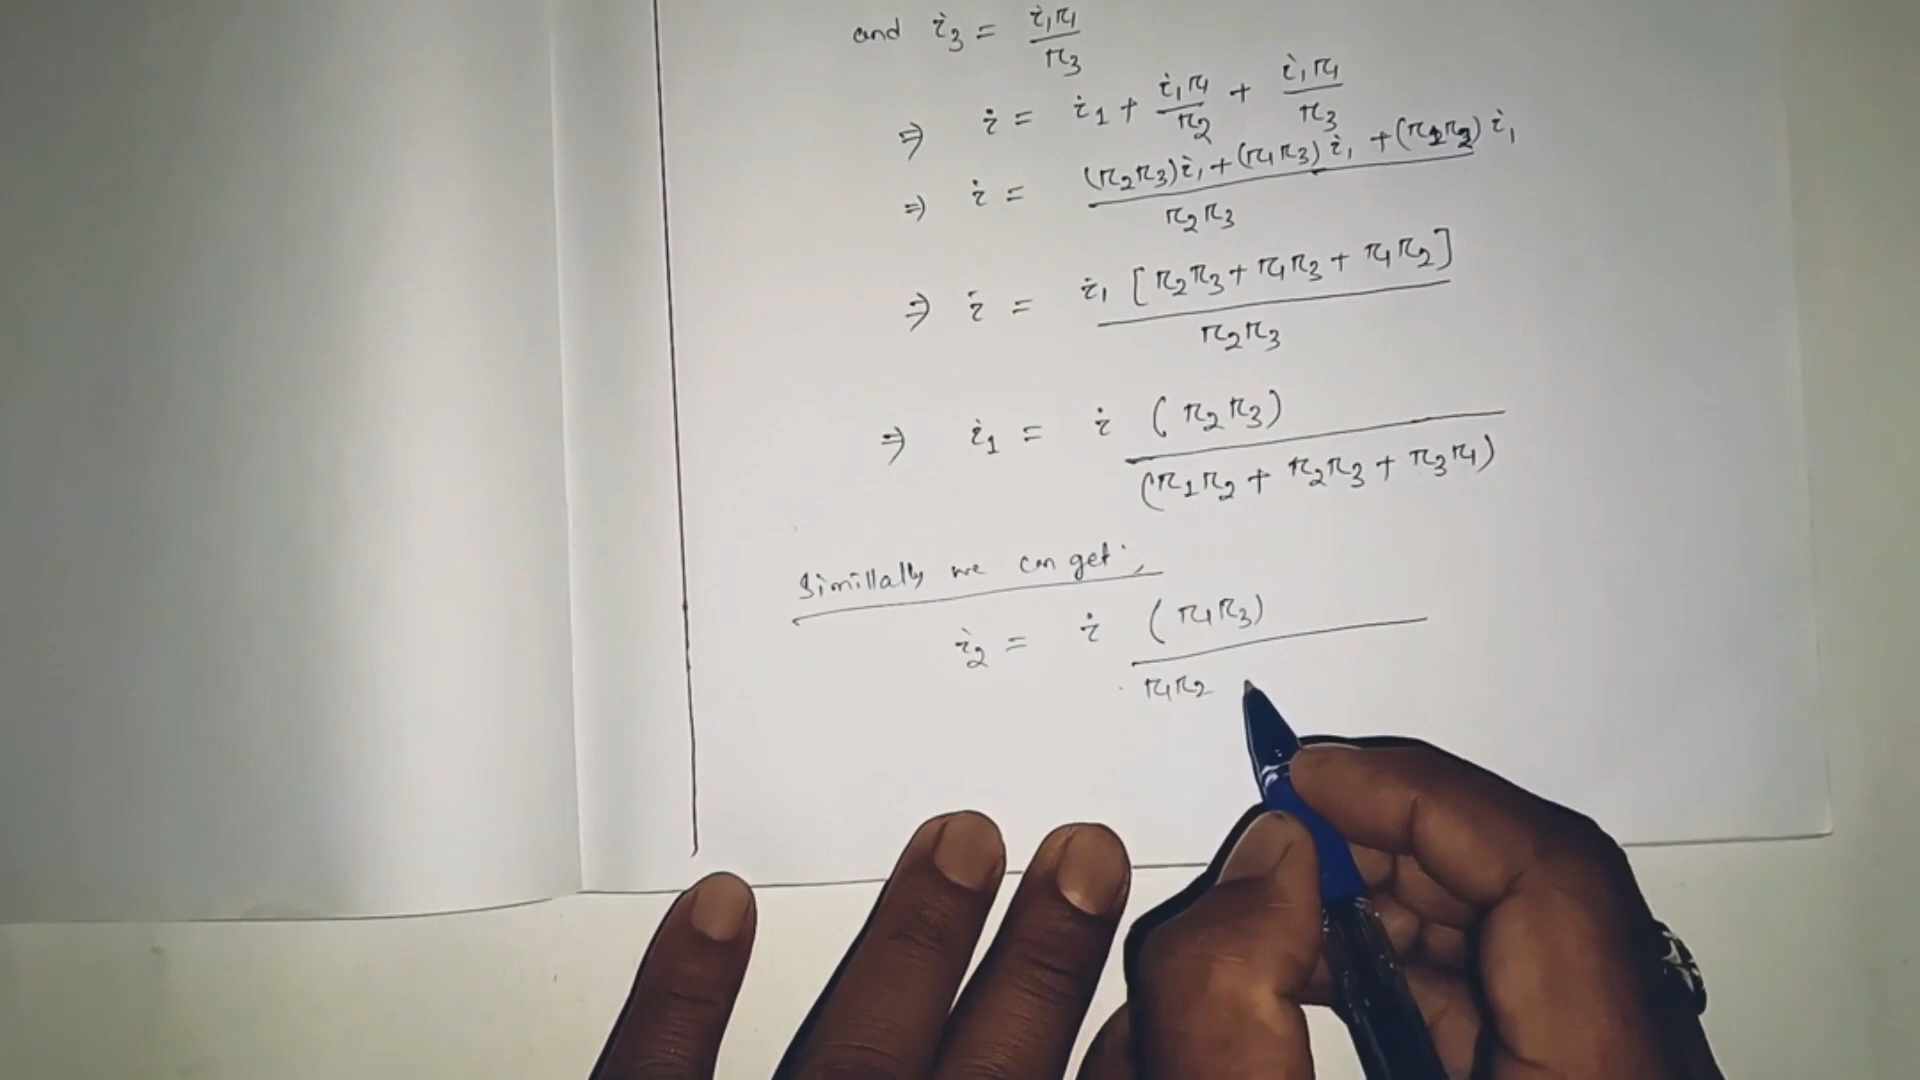 and i₃ = i₁r₁/r₃
⇒ i = i₁ + i₁r₁/r₂ + i₁r₁/r₃
⇒ i = (r₂r₃)i₁ + (r₁r₃)i₁ + (r₁r₂)i₁ / r₂r₃
⇒ i = i₁ [r₂r₃ + r₁r₃ + r₁r₂] / r₂r₃
⇒ i₁ = i (r₂r₃) / (r₁r₂ + r₂r₃ + r₃r₁)
Simillally we can get;
i₂ = i (r₁r₃) / r₁r₂